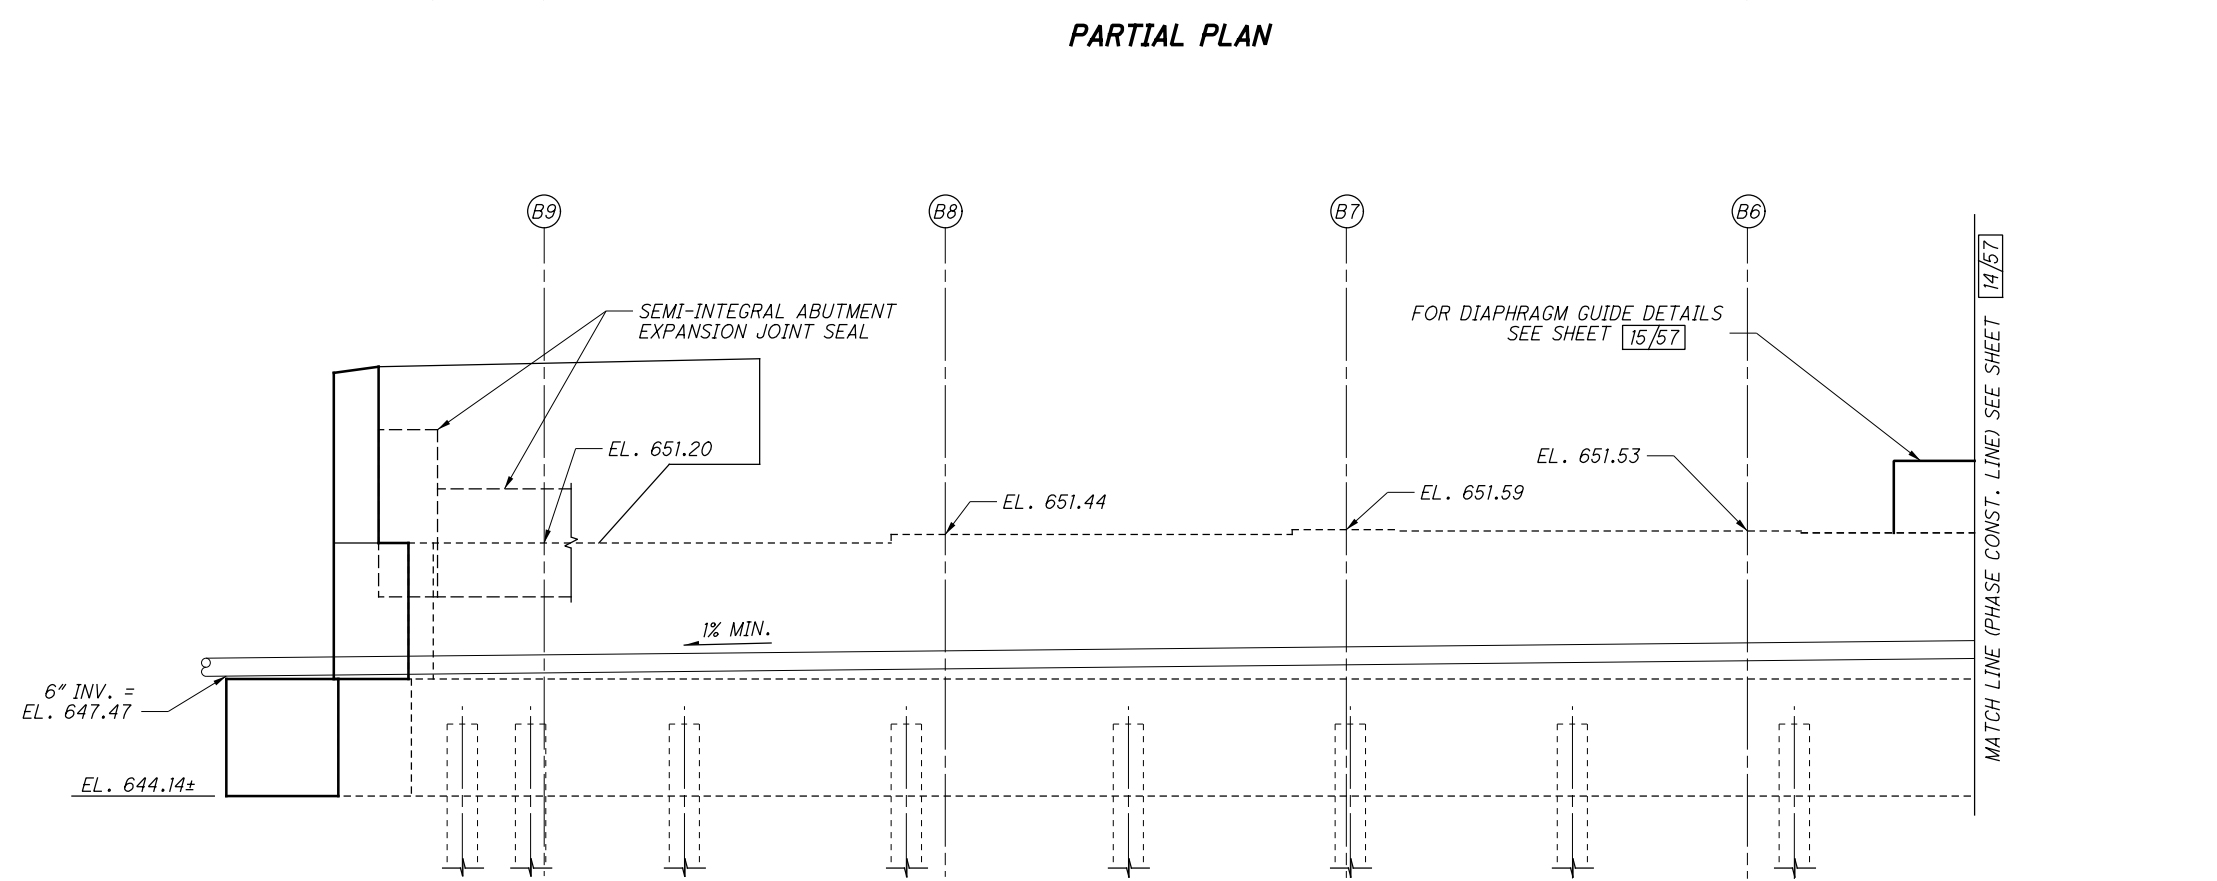 PARTIAL PLAN
B9
B8
B7
B6
SEMI-INTEGRAL ABUTMENT
EXPANSION JOINT SEAL
FOR DIAPHRAGM GUIDE DETAILS
SEE SHEET 15/57
EL. 651.20
EL. 651.44
EL. 651.59
EL. 651.53
MATCH LINE (PHASE CONST. LINE) SEE SHEET 14/57
1% MIN.
6" INV. =
EL. 647.47
EL. 644.14±